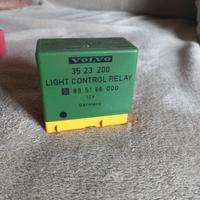 VOLVO
35 23 200
LIGHT CONTROL RELAY
89 51 66 000
12V
Germany